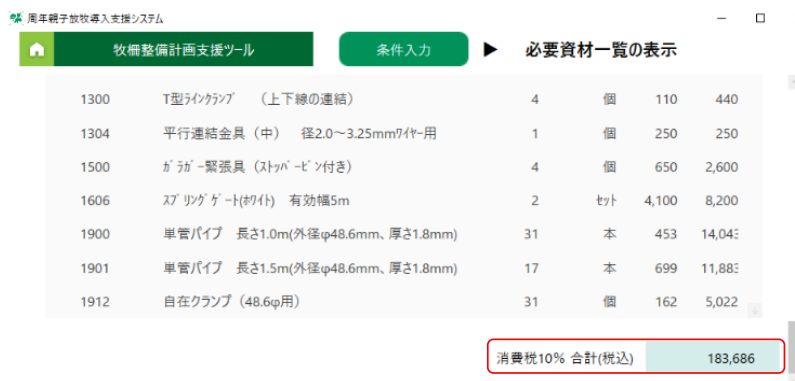 周年親子放牧導入支援システム
牧柵整備計画支援ツール 条件入力 ▶ 必要資材一覧の表示
1300 T型ﾗｲﾝｸﾗﾝﾌﾟ （上下線の連結） 4 個 110 440
1304 平行連結金具（中） 径2.0～3.25mmﾜｲﾔｰ用 1 個 250 250
1500 ｶﾞﾗｶﾞｰ緊張具（ｽﾄｯﾊﾟｰﾋﾟﾝ付き） 4 個 650 2,600
1606 ｽﾌﾟﾘﾝｸﾞｹﾞｰﾄ(ﾎﾜｲﾄ) 有効幅5m 2 ｾｯﾄ 4,100 8,200
1900 単管パイプ 長さ1.0m(外径φ48.6mm、厚さ1.8mm) 31 本 453 14,043
1901 単管パイプ 長さ1.5m(外径φ48.6mm、厚さ1.8mm) 17 本 699 11,883
1912 自在クランプ（48.6φ用） 31 個 162 5,022
消費税10% 合計(税込) 183,686